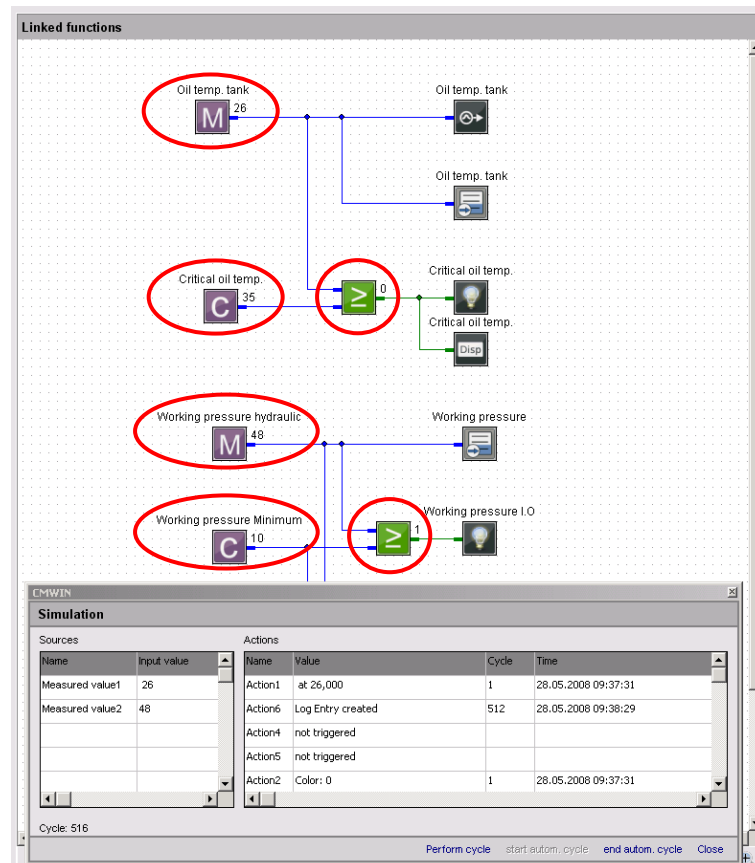 Linked functions
Oil temp. tank
Oil temp. tank
M
26
Oil temp. tank
Critical oil temp.
Critical oil temp.
C
35
≥
0
Critical oil temp.
Disp
Working pressure hydraulic
Working pressure
M
48
Working pressure Minimum
Working pressure I.O
C
10
≥
1
CMWIN
Simulation
Sources
Actions
Name Input value
Name Value Cycle Time
Measured value1 26
Action1 at 26,000 1 28.05.2008 09:37:31
Measured value2 48
Action6 Log Entry created 512 28.05.2008 09:38:29
Action4 not triggered
Action5 not triggered
Action2 Color: 0 1 28.05.2008 09:37:31
Cycle: 516
Perform cycle start autom. cycle end autom. cycle Close